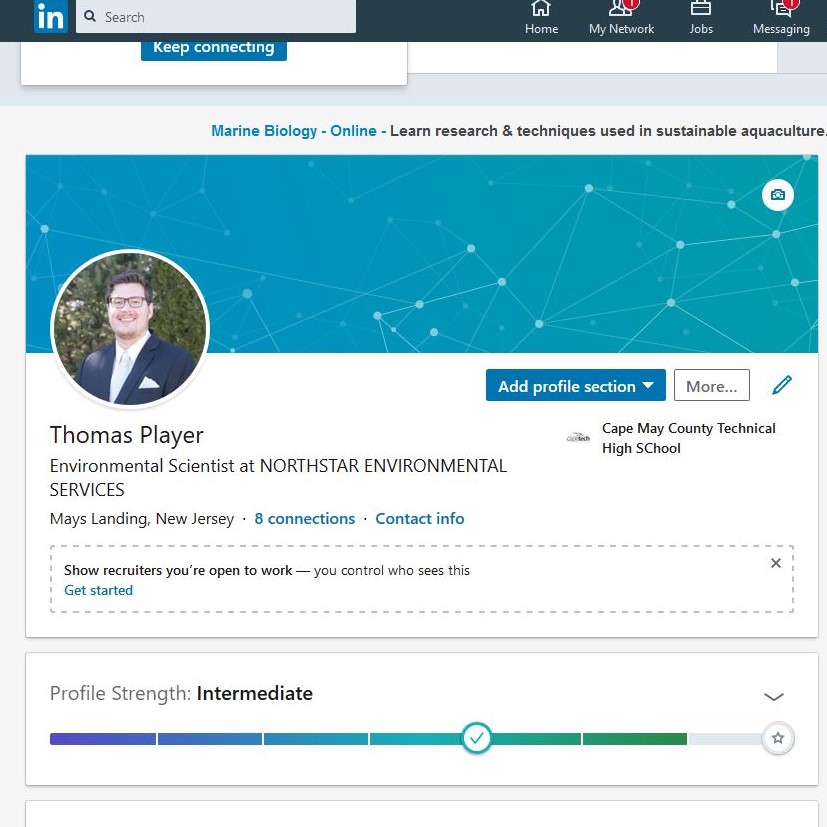 in
Search
Home
1
My Network
Jobs
1
Messaging
Keep connecting
Marine Biology - Online - Learn research & techniques used in sustainable aquaculture.
Add profile section
More...
Thomas Player
Environmental Scientist at NORTHSTAR ENVIRONMENTAL
SERVICES
Mays Landing, New Jersey · 8 connections · Contact info
capetech
Cape May County Technical
High SChool
Show recruiters you're open to work — you control who sees this
Get started
Profile Strength: Intermediate